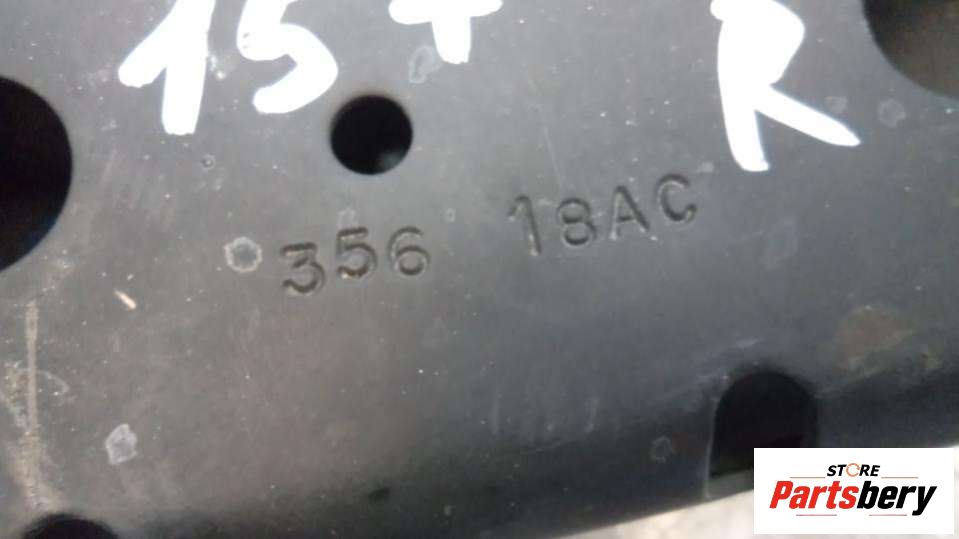 15+ R
356 18AC
STORE
Partsbery